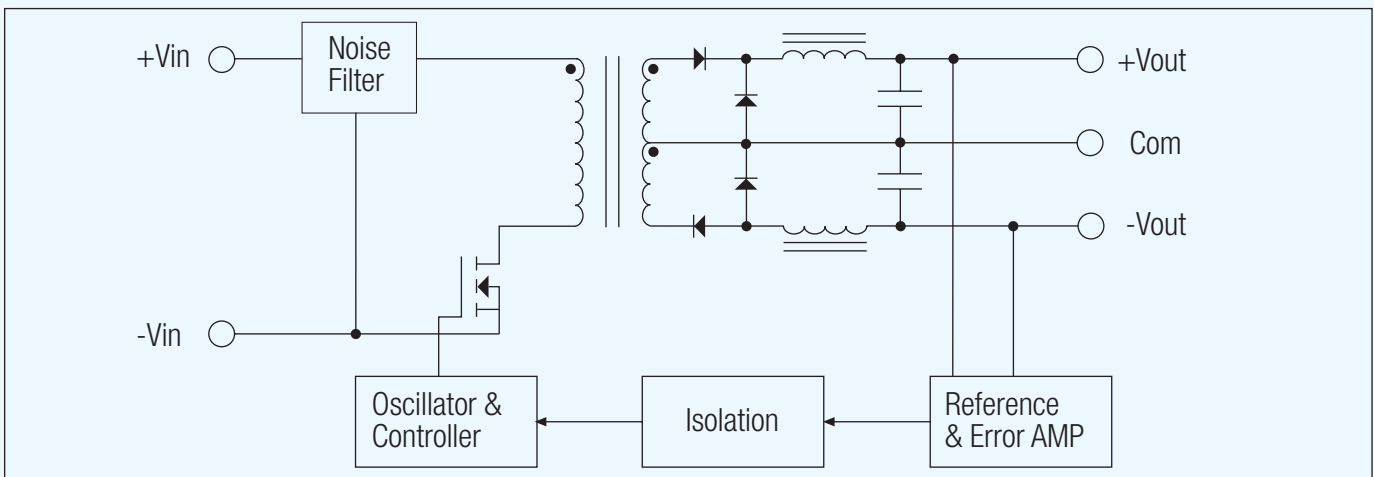 +Vin
Noise
Filter
+Vout
Com
-Vout
-Vin
Oscillator &
Controller
Isolation
Reference
& Error AMP